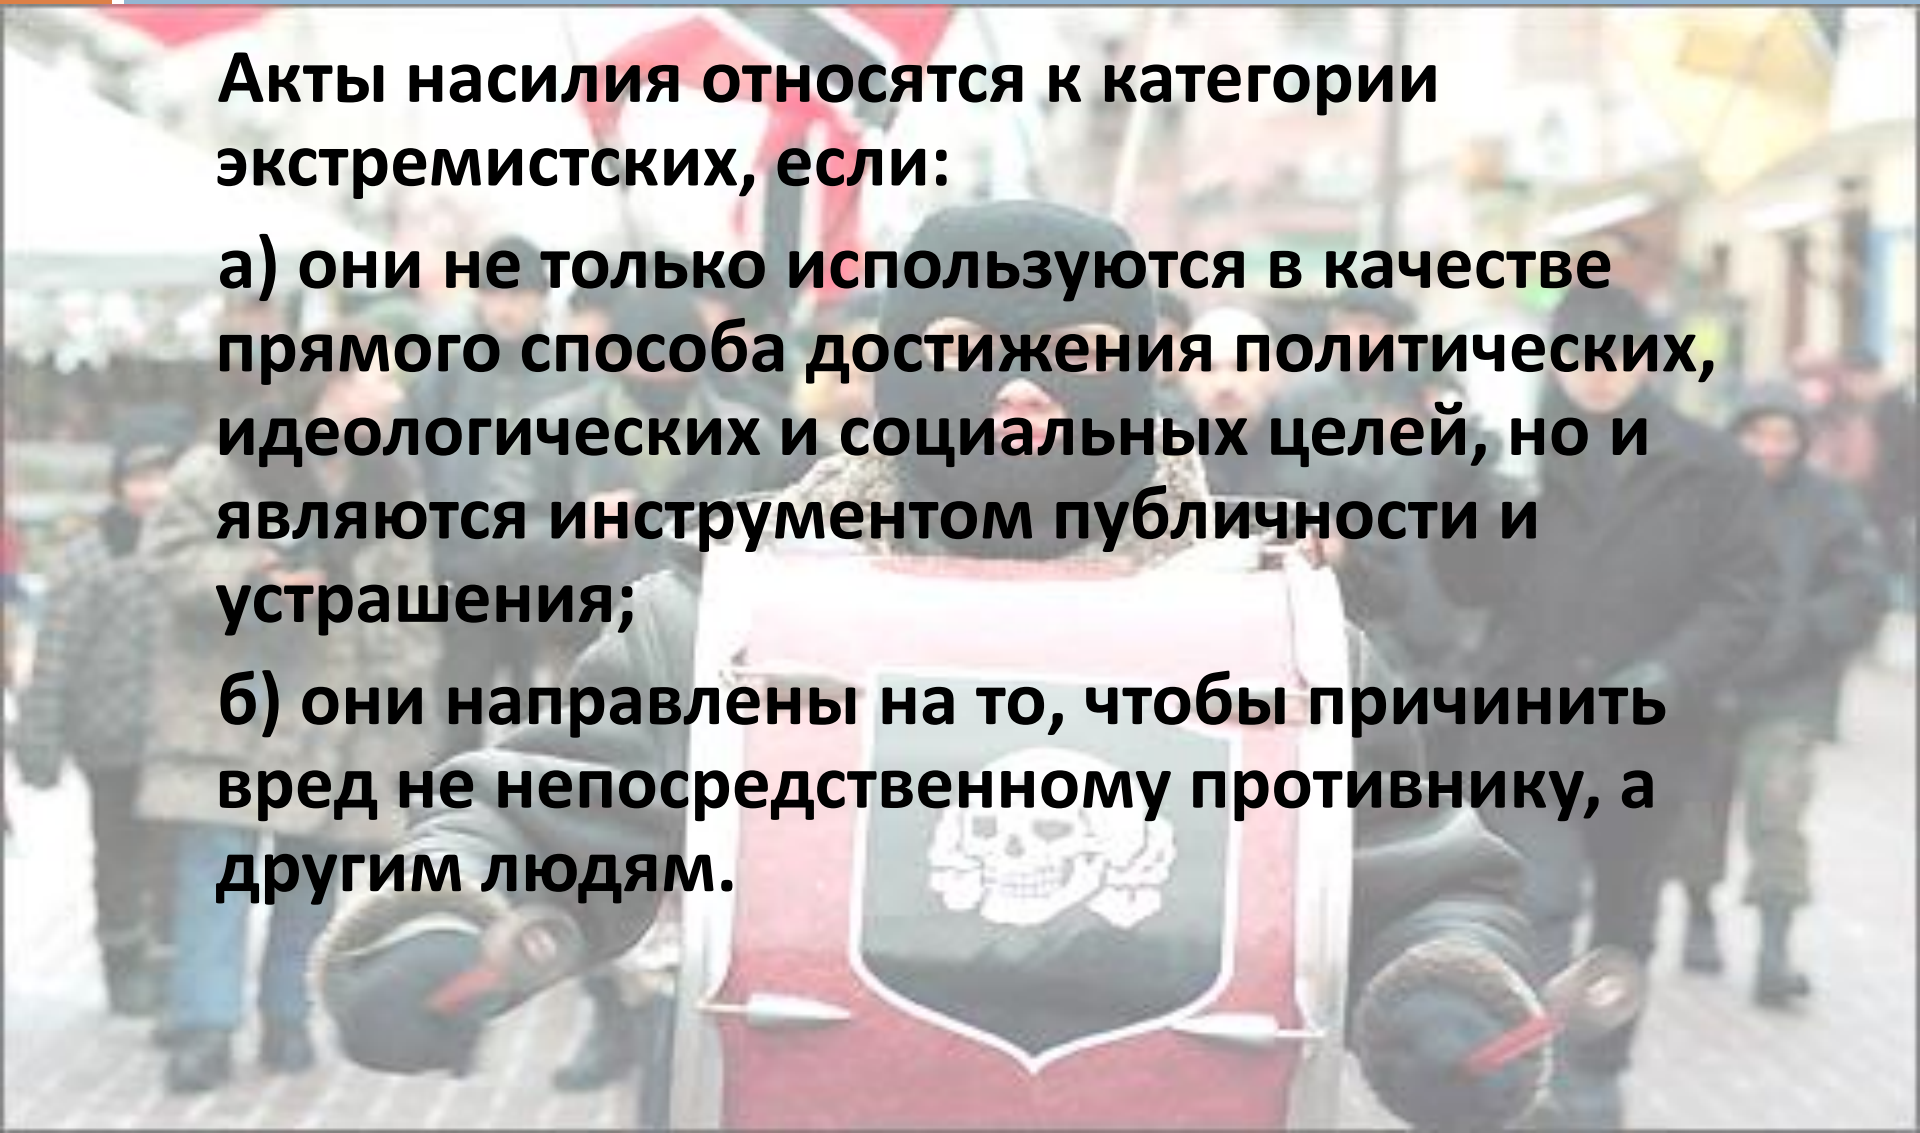 Акты насилия относятся к категории
экстремистских, если:
а) они не только используются в качестве
прямого способа достижения политических,
идеологических и социальных целей, но и
являются инструментом публичности и
устрашения;
б) они направлены на то, чтобы причинить
вред не непосредственному противнику, а
другим людям.